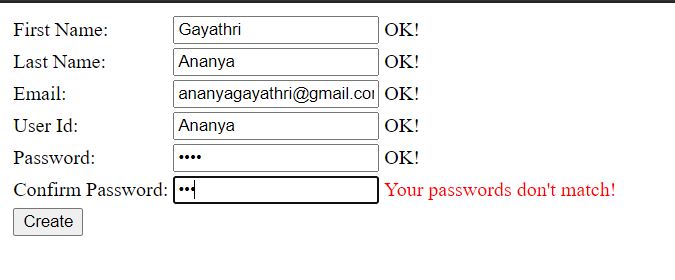 First Name: Gayathri OK!
Last Name: Ananya OK!
Email: ananyagayathri@gmail.co OK!
User Id: Ananya OK!
Password: •••• OK!
Confirm Password: ••• Your passwords don't match!
Create